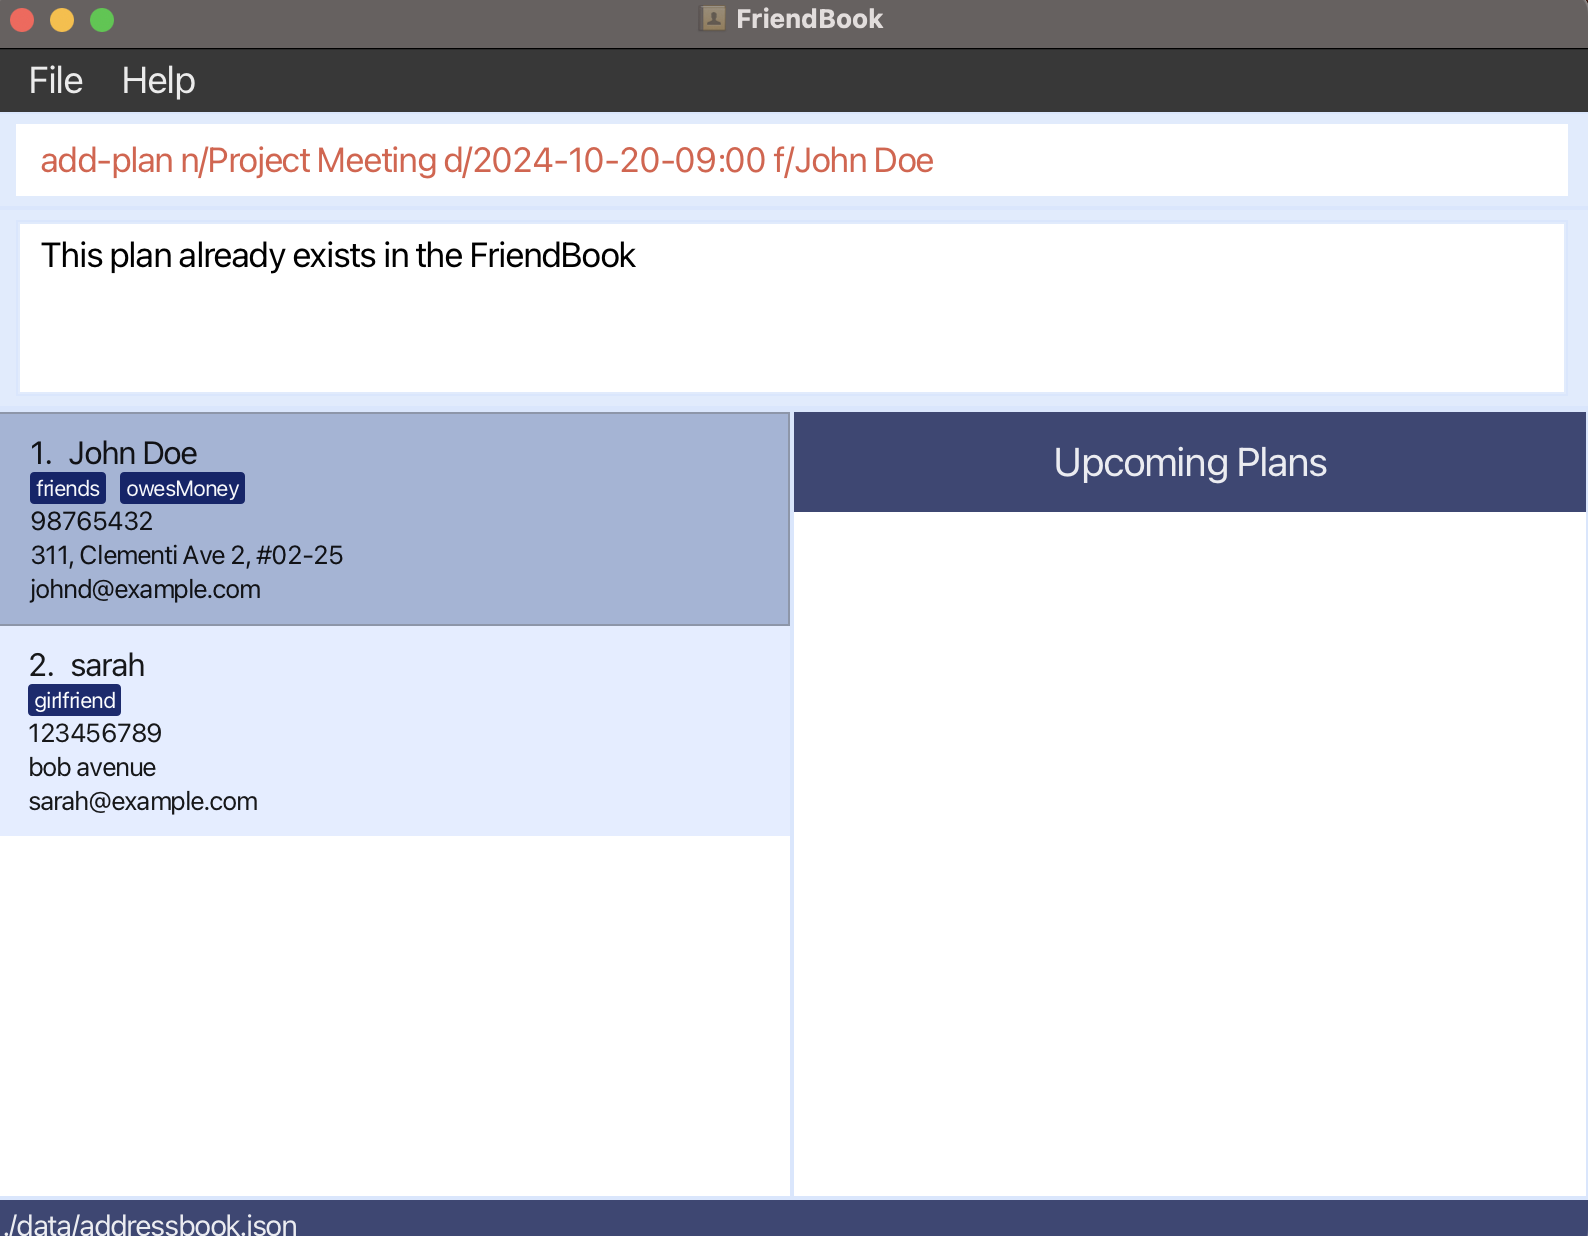 FriendBook
File Help
add-plan n/Project Meeting d/2024-10-20-09:00 f/John Doe
This plan already exists in the FriendBook
1. John Doe
friends owesMoney
98765432
311, Clementi Ave 2, #02-25
johnd@example.com
2. sarah
girlfriend
123456789
bob avenue
sarah@example.com
Upcoming Plans
./data/addressbook.json